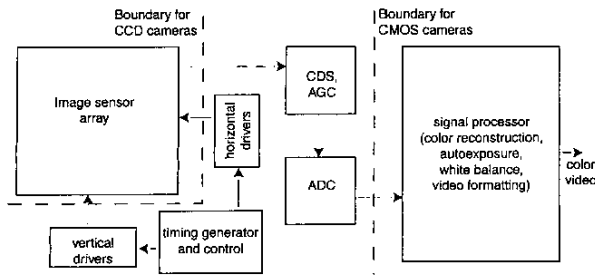 Boundary for
CCD cameras
Boundary for
CMOS cameras
Image sensor
array
CDS,
AGC
horizontal
drivers
signal processor
(color reconstruction,
autoexposure,
white balance,
video formatting)
color
video
ADC
vertical
drivers
timing generator
and control